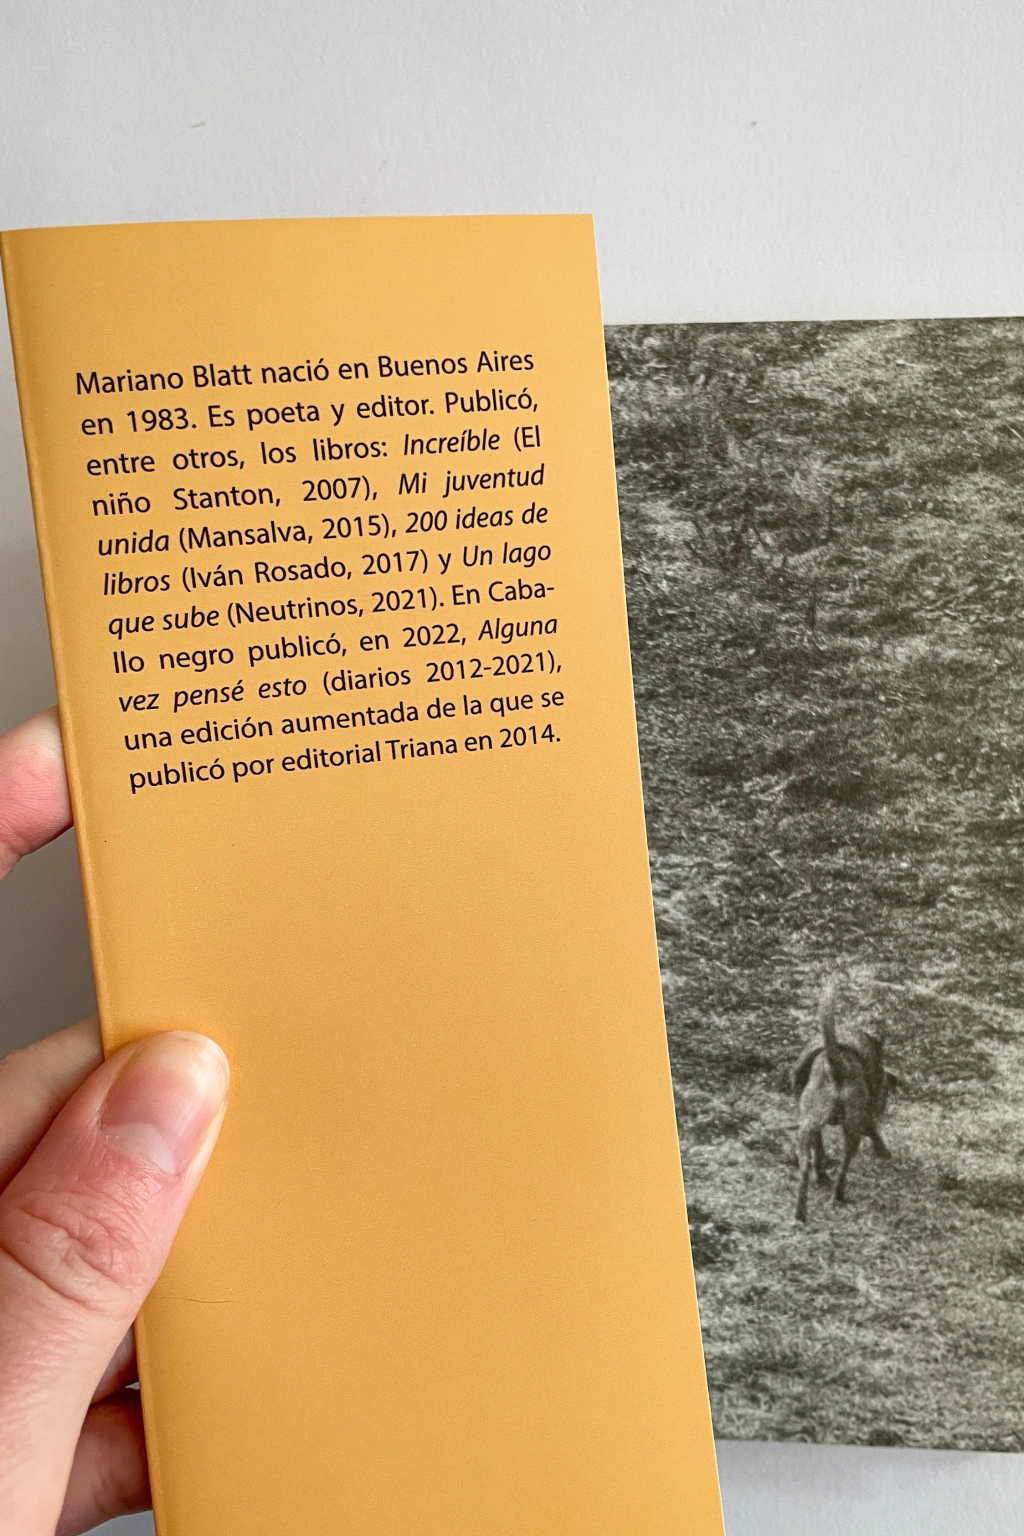 Mariano Blatt nació en Buenos Aires
en 1983. Es poeta y editor. Publicó,
entre otros, los libros: Increíble (El
niño Stanton, 2007), Mi juventud
unida (Mansalva, 2015), 200 ideas de
libros (Iván Rosado, 2017) y Un lago
que sube (Neutrinos, 2021). En Caba-
llo negro publicó, en 2022, Alguna
vez pensé esto (diarios 2012-2021),
una edición aumentada de la que se
publicó por editorial Triana en 2014.